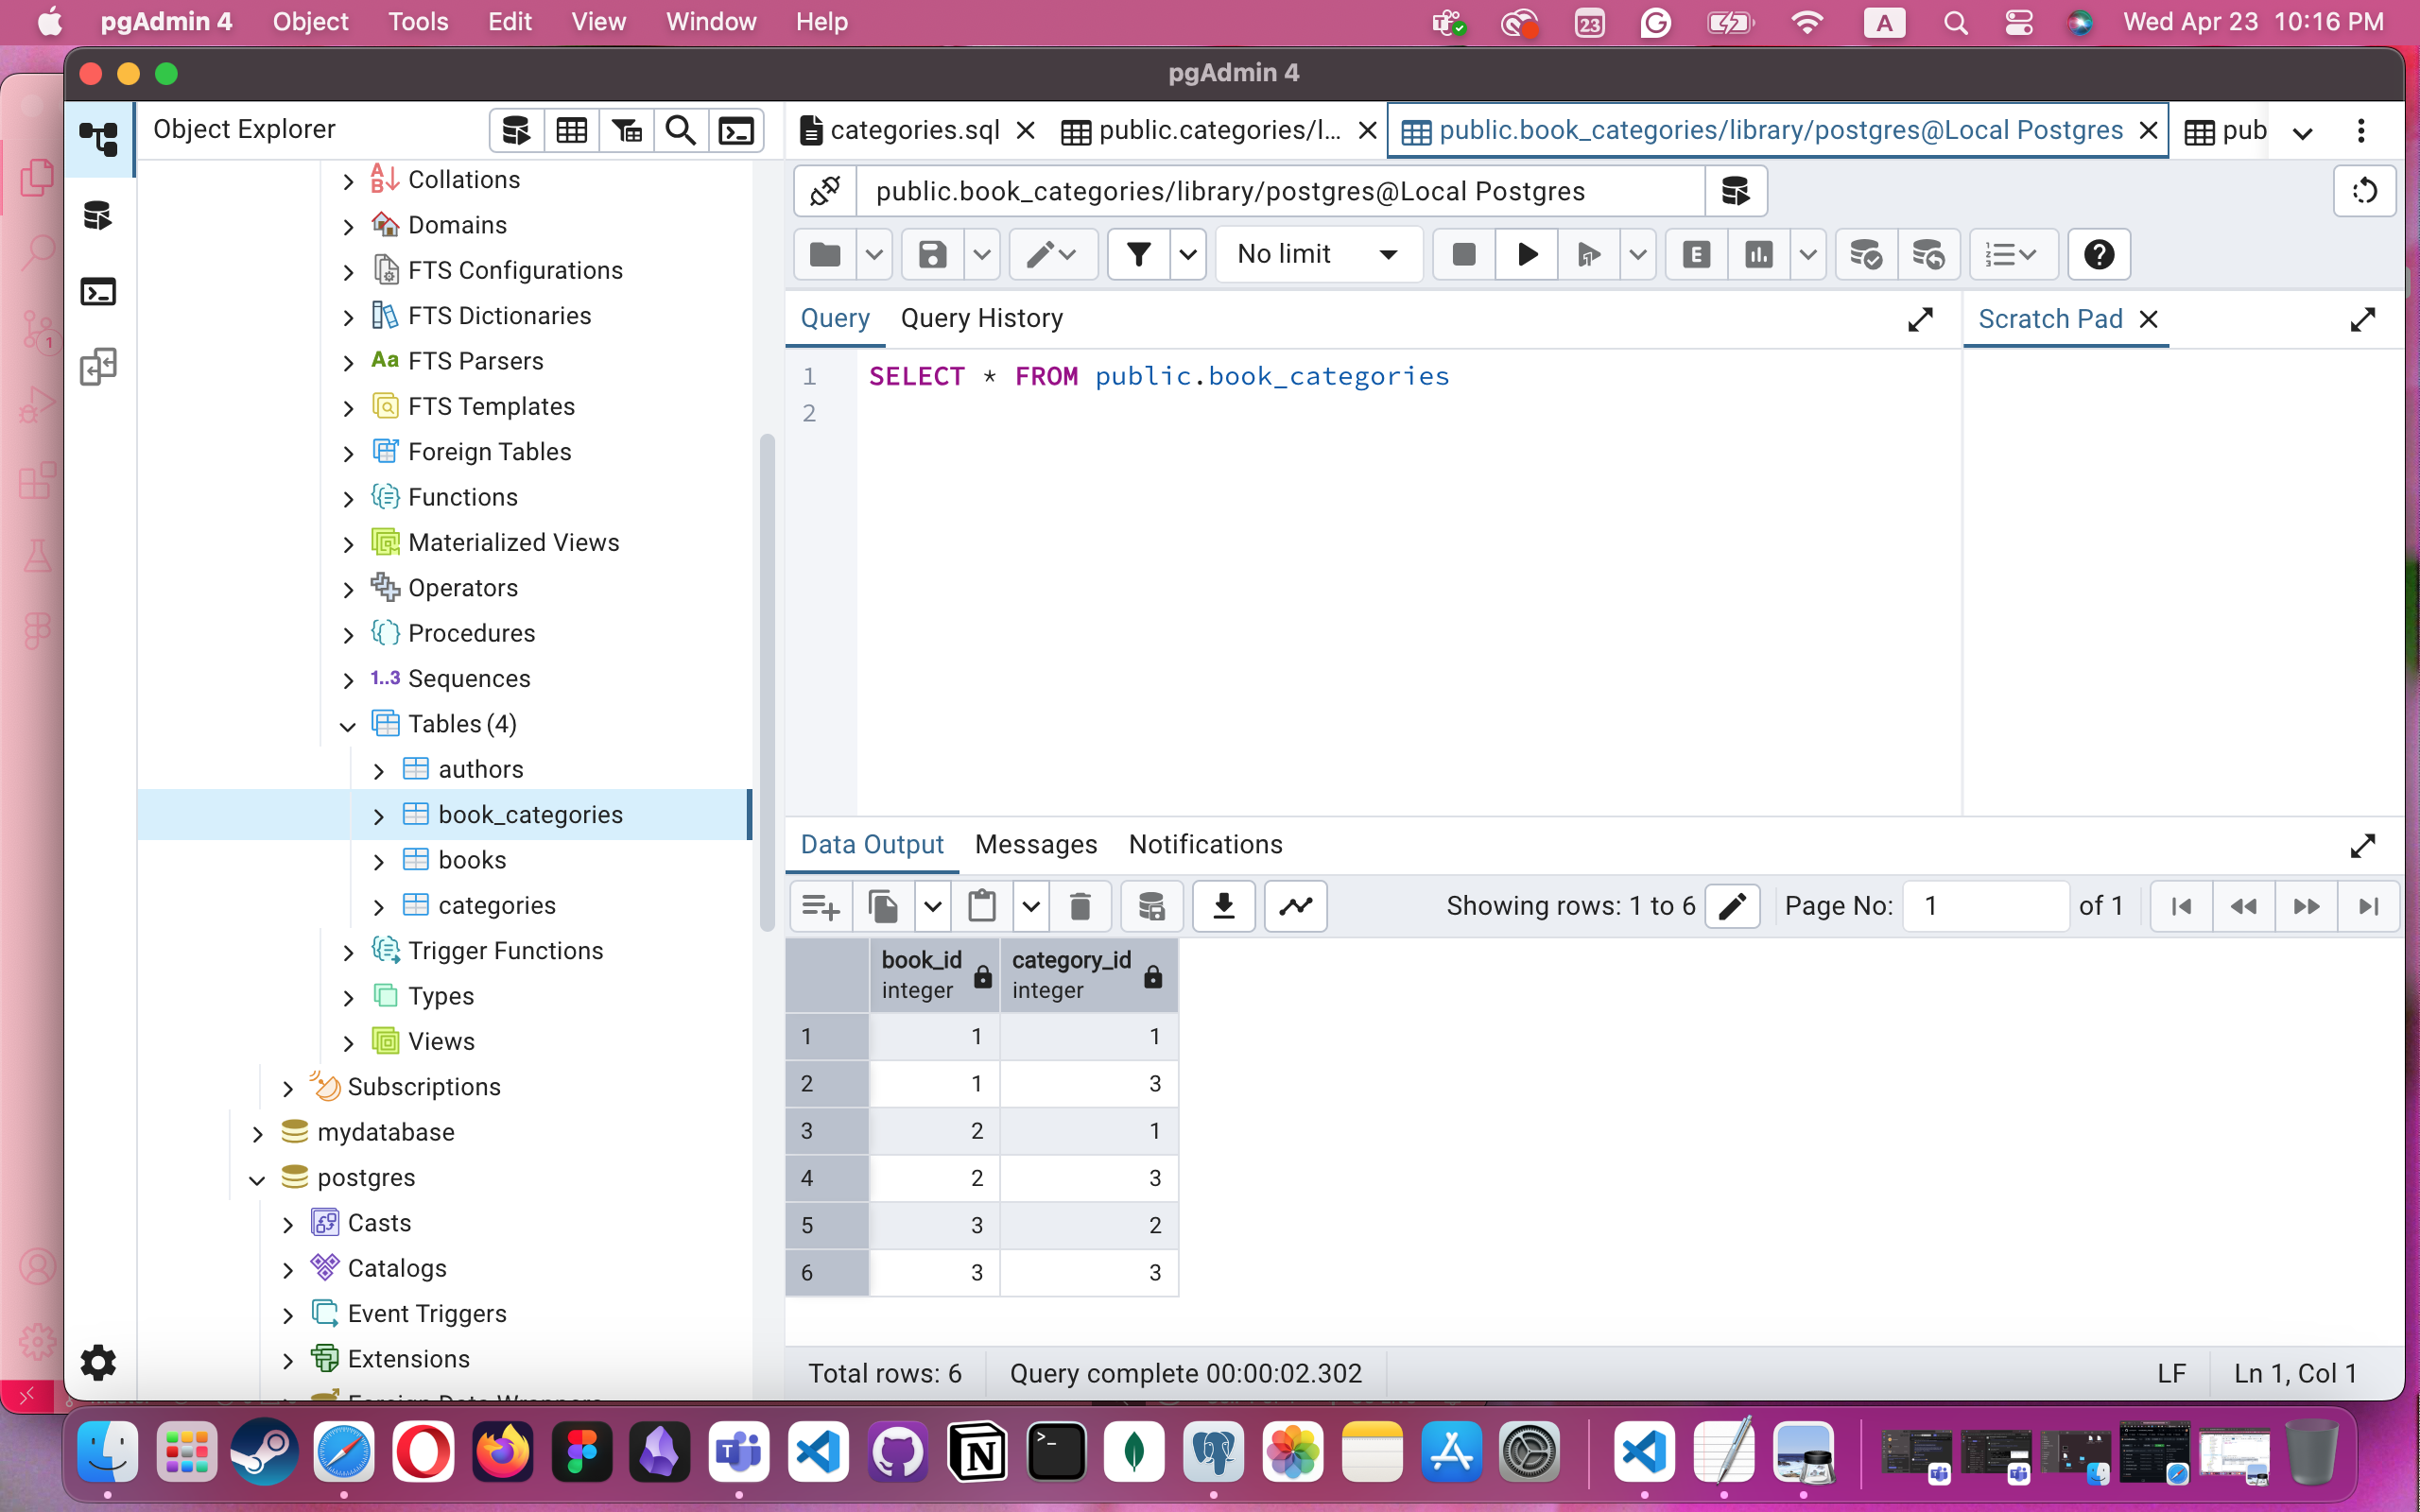 pgAdmin 4 Object Tools Edit View Window Help 23 A Wed Apr 23 10:16 PM
pgAdmin 4
Object Explorer
categories.sql
public.categories/l...
public.book_categories/library/postgres@Local Postgres
pub
public.book_categories/library/postgres@Local Postgres
No limit
E
Query Query History
Scratch Pad
1 SELECT * FROM public.book_categories
2
Collations
Domains
FTS Configurations
FTS Dictionaries
Aa FTS Parsers
FTS Templates
Foreign Tables
Functions
Materialized Views
Operators
Procedures
1..3 Sequences
Tables (4)
authors
book_categories
books
categories
Trigger Functions
Types
Views
Subscriptions
mydatabase
postgres
Casts
Catalogs
Event Triggers
Extensions
Foreign Data Wrappers
Data Output Messages Notifications
Showing rows: 1 to 6 Page No: 1 of 1
book_id category_id
integer integer
1 1 1
2 1 3
3 2 1
4 2 3
5 3 2
6 3 3
Total rows: 6 Query complete 00:00:02.302 LF Ln 1, Col 1